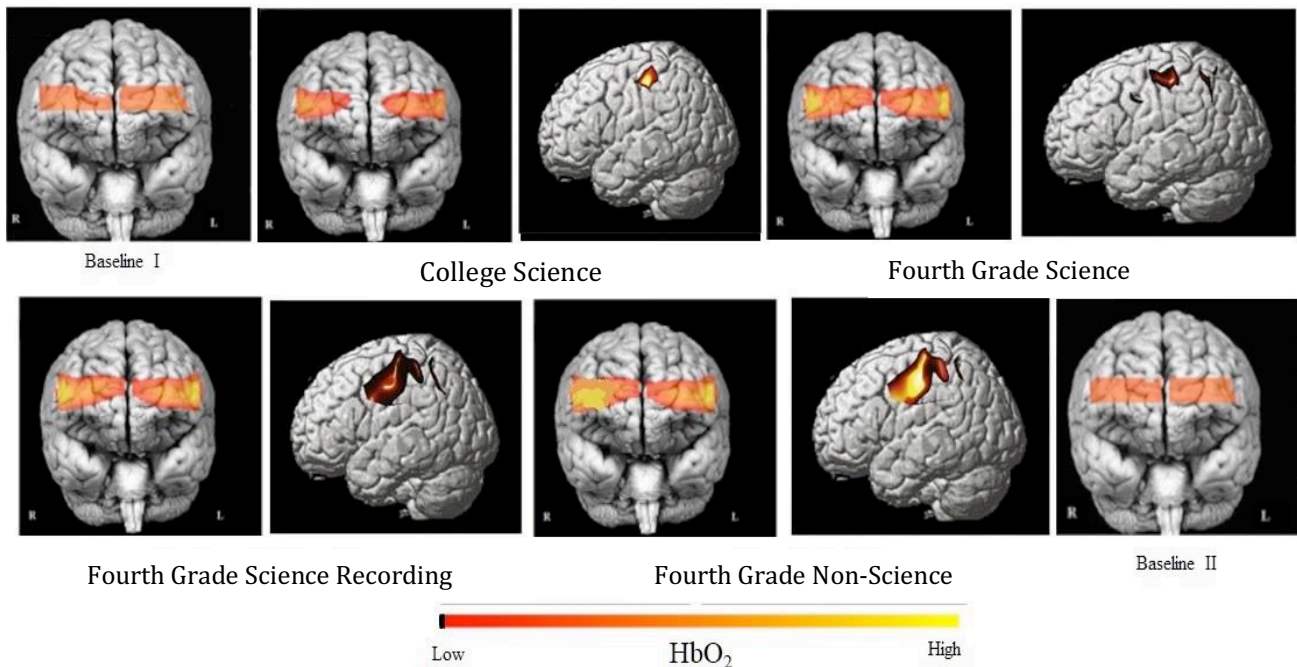 R L
R L
R L
Baseline I
College Science
Fourth Grade Science
R L
R L
R L
Fourth Grade Science Recording
Fourth Grade Non-Science
Baseline II
Low
HbO₂
High